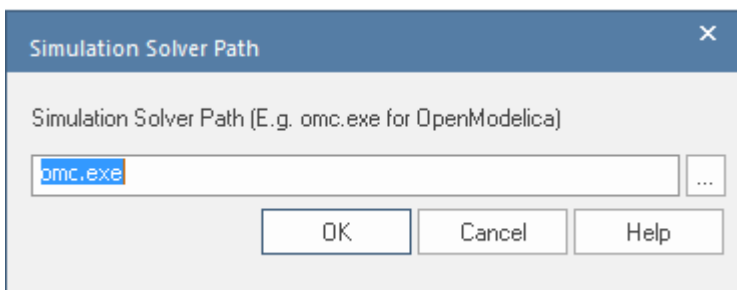 Simulation Solver Path
Simulation Solver Path (E.g. omc.exe for OpenModelica)
omc.exe ...
OK Cancel Help